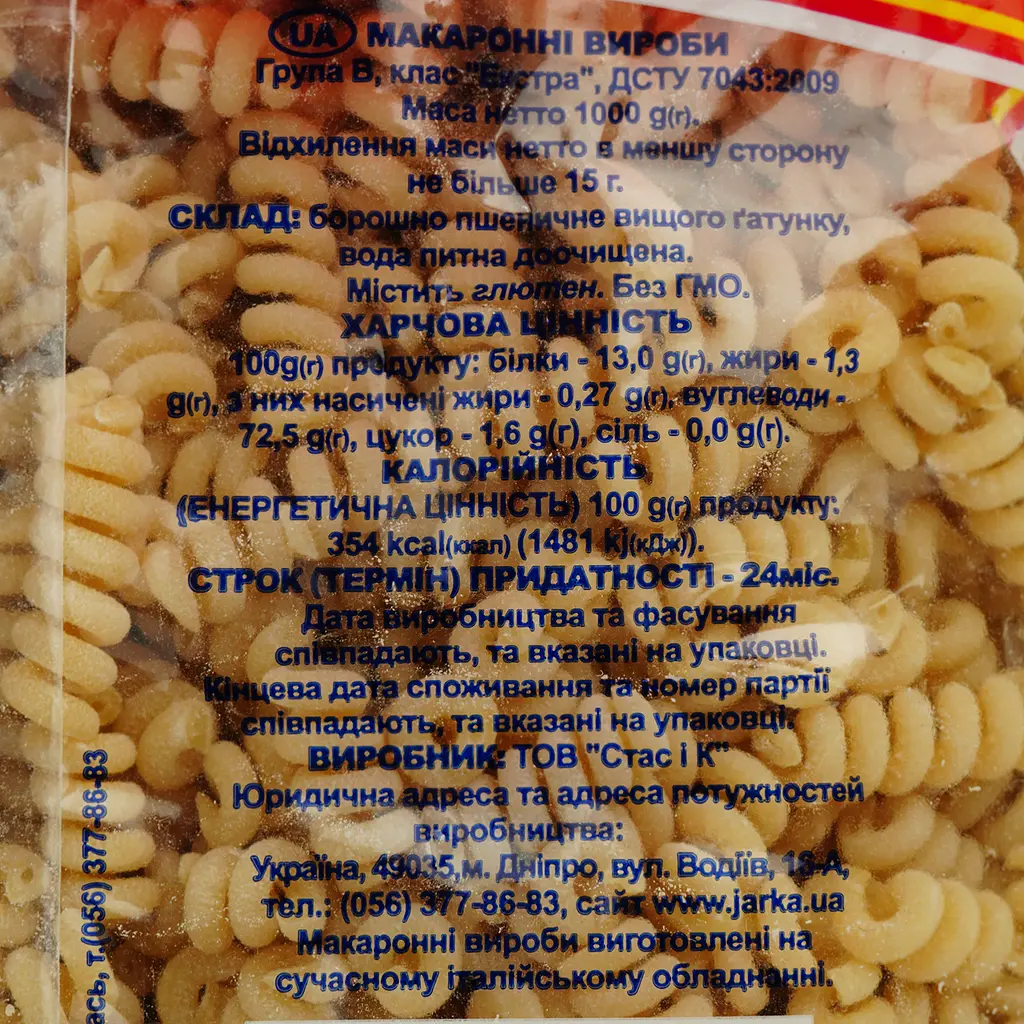 UA МАКАРОННІ ВИРОБИ
Група В, клас "Екстра", ДСТУ 7043:2009
Маса нетто 1000 g(г).
Відхилення маси нетто в меншу сторону
не більше 15 г.
СКЛАД: борошно пшеничне вищого ґатунку,
вода питна доочищена.
Містить глютен. Без ГМО.
ХАРЧОВА ЦІННІСТЬ
100g(г) продукту: білки - 13,0 g(г), жири - 1,3
g(г), з них насичені жири - 0,27 g(г), вуглеводи -
72,5 g(г), цукор - 1,6 g(г), сіль - 0,0 g(г).
КАЛОРІЙНІСТЬ
(ЕНЕРГЕТИЧНА ЦІННІСТЬ) 100 g(г) продукту:
354 kcal(ккал) (1481 kj(кДж)).
СТРОК (ТЕРМІН) ПРИДАТНОСТІ - 24міс.
Дата виробництва та фасування
співпадають, та вказані на упаковці.
Кінцева дата споживання та номер партії
співпадають, та вказані на упаковці.
ВИРОБНИК: ТОВ "Стас і К"
Юридична адреса та адреса потужностей
виробництва:
Україна, 49035,м. Дніпро, вул. Водіїв, 18-А,
тел.: (056) 377-86-83, сайт www.jarka.ua
Макаронні вироби виготовлені на
сучасному італійському обладнанні.
т.(056) 377-86-83